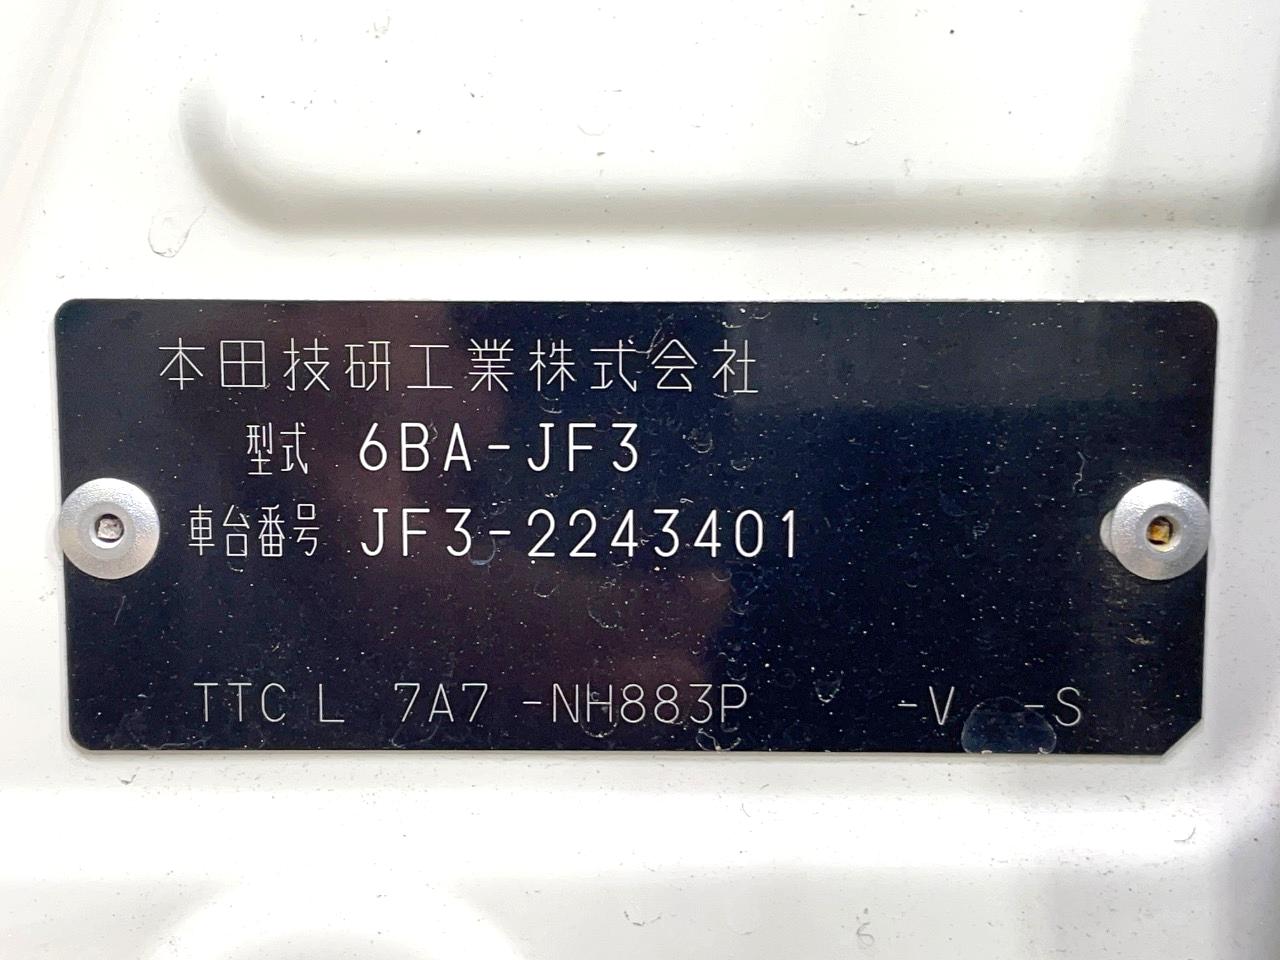 本田技研工業株式会社
型式 6BA-JF3
車台番号 JF3-2243401
TTC L 7A7 -NH883P -V -S